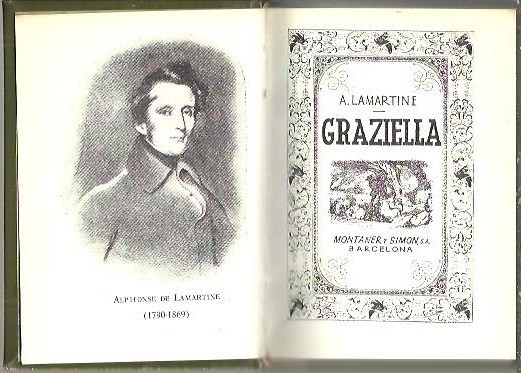 ALPHONSE DE LAMARTINE
(1790-1869)
A. LAMARTINE
GRAZIELLA
MONTANER Y SIMON, S.A.
BARCELONA